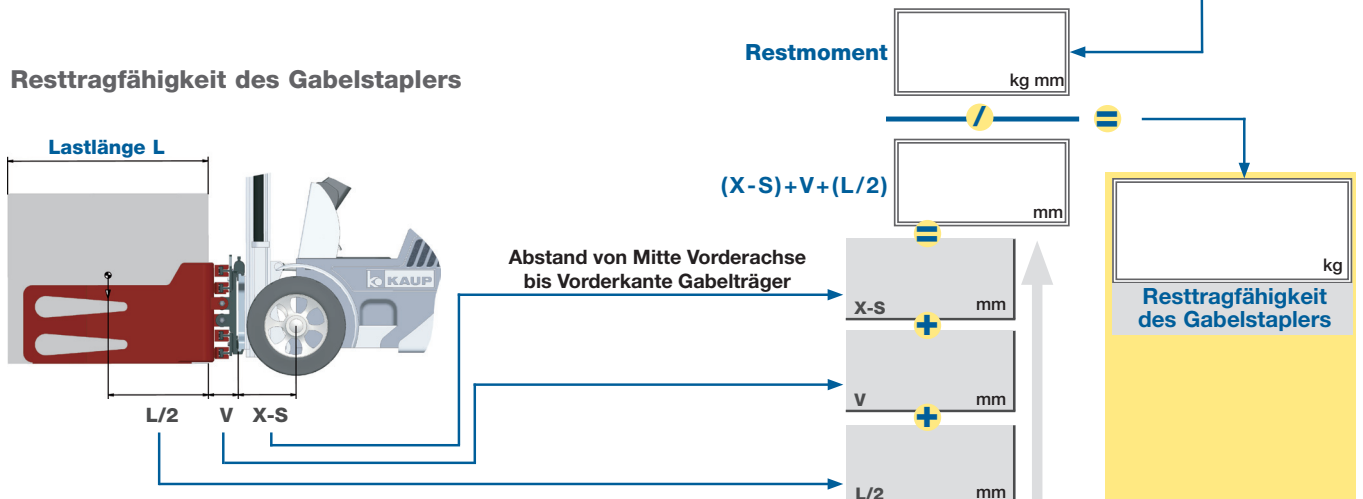 Resttragfähigkeit des Gabelstaplers
Lastlänge L
KAUP
L/2 V X-S
Abstand von Mitte Vorderachse
bis Vorderkante Gabelträger
Restmoment
kg mm
/ =
(X-S)+V+(L/2)
mm
=
X-S mm
+
V mm
+
L/2 mm
kg
Resttragfähigkeit
des Gabelstaplers